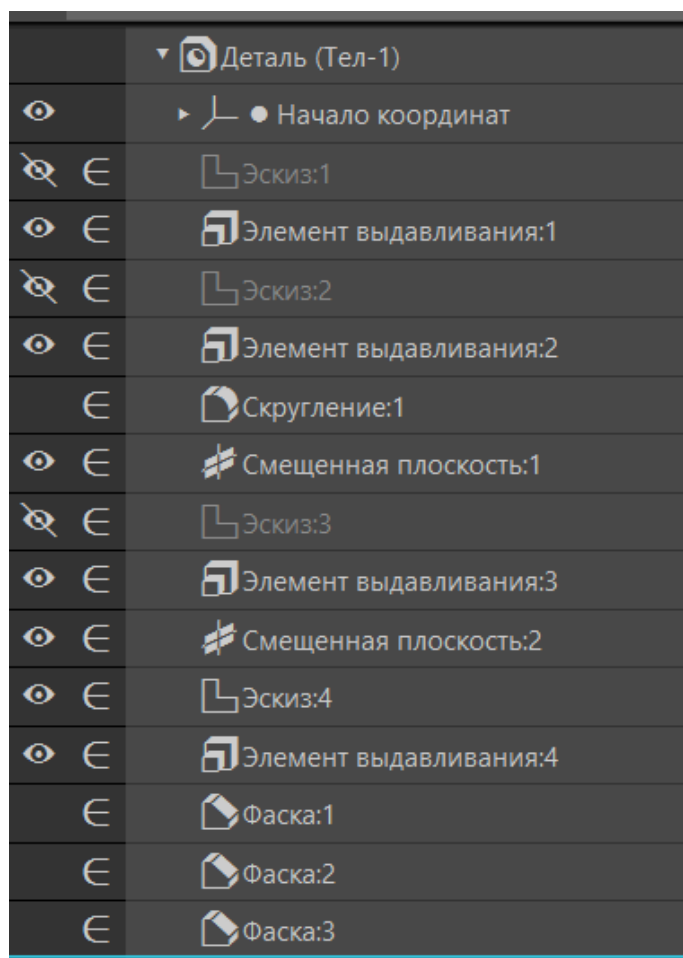 Деталь (Тел-1)
Начало координат
Эскиз:1
Элемент выдавливания:1
Эскиз:2
Элемент выдавливания:2
Скругление:1
Смещенная плоскость:1
Эскиз:3
Элемент выдавливания:3
Смещенная плоскость:2
Эскиз:4
Элемент выдавливания:4
Фаска:1
Фаска:2
Фаска:3